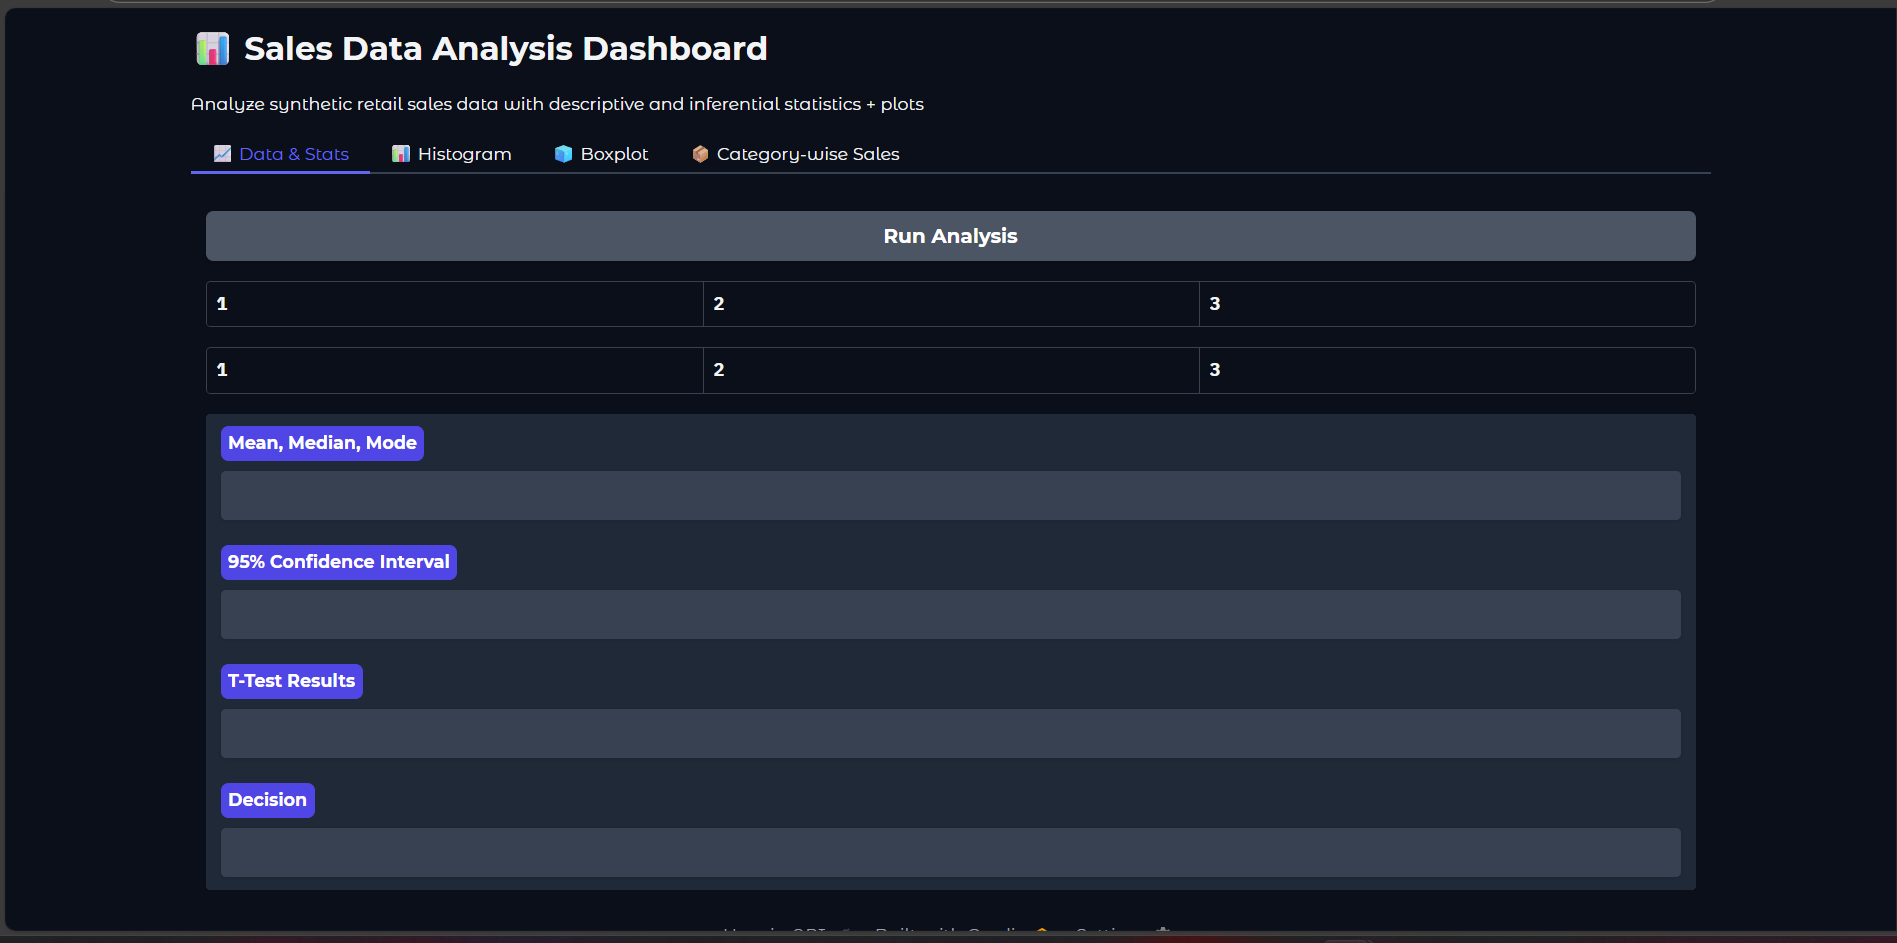 Sales Data Analysis Dashboard
Analyze synthetic retail sales data with descriptive and inferential statistics + plots
Data & Stats Histogram Boxplot Category-wise Sales
Run Analysis
1 2 3
1 2 3
Mean, Median, Mode
95% Confidence Interval
T-Test Results
Decision